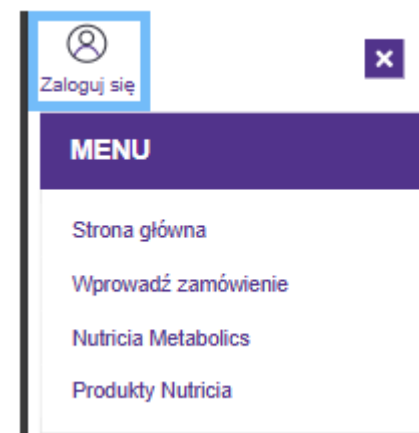 Zaloguj się
MENU
Strona główna
Wprowadź zamówienie
Nutricia Metabolics
Produkty Nutricia